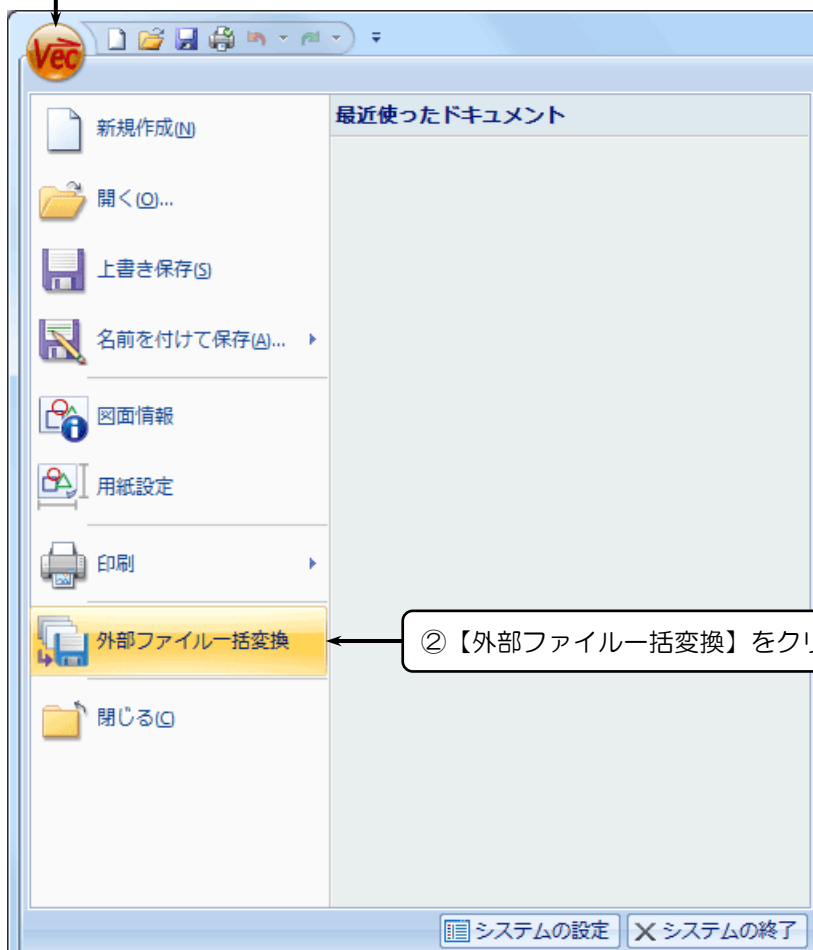 Vec
新規作成(N)
最近使ったドキュメント
開く(O)...
上書き保存(S)
名前を付けて保存(A)...
図面情報
用紙設定
印刷
外部ファイル一括変換
②【外部ファイル一括変換】をクリ
閉じる(C)
システムの設定
システムの終了